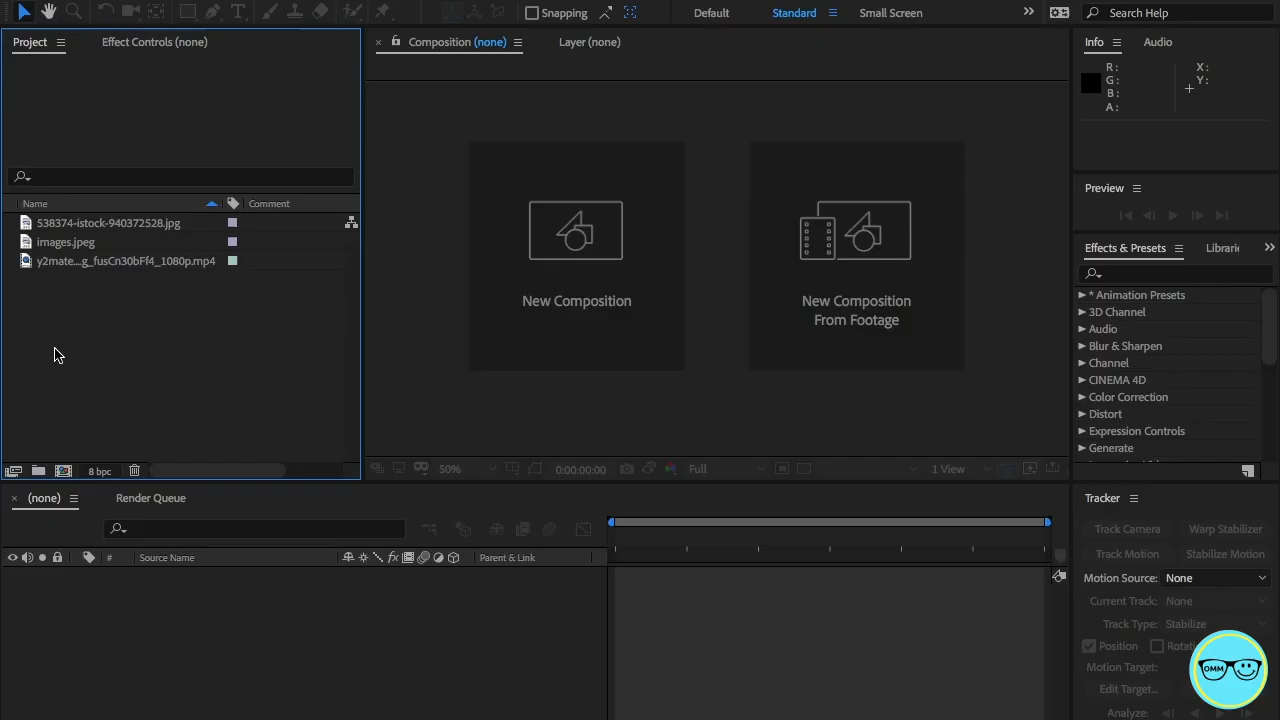 Snapping
Default
Standard
Small Screen
Search Help
Project
Effect Controls (none)
Composition (none)
Layer (none)
Info
Audio
R :
G :
B :
A :
X :
Y :
Name
Comment
538374-istock-940372528.jpg
images.jpeg
y2mate...g_fusCn30bFf4_1080p.mp4
New Composition
New Composition
From Footage
Preview
Effects & Presets
Librari
* Animation Presets
3D Channel
Audio
Blur & Sharpen
Channel
CINEMA 4D
Color Correction
Distort
Expression Controls
Generate
8 bpc
50%
0:00:00:00
Full
1 View
(none)
Render Queue
#
Source Name
fx
Parent & Link
Tracker
Track Camera
Warp Stabilizer
Track Motion
Stabilize Motion
Motion Source: None
Current Track: None
Track Type: Stabilize
Position
Rotati
Motion Target:
Edit Target...
Analyze:
OMM